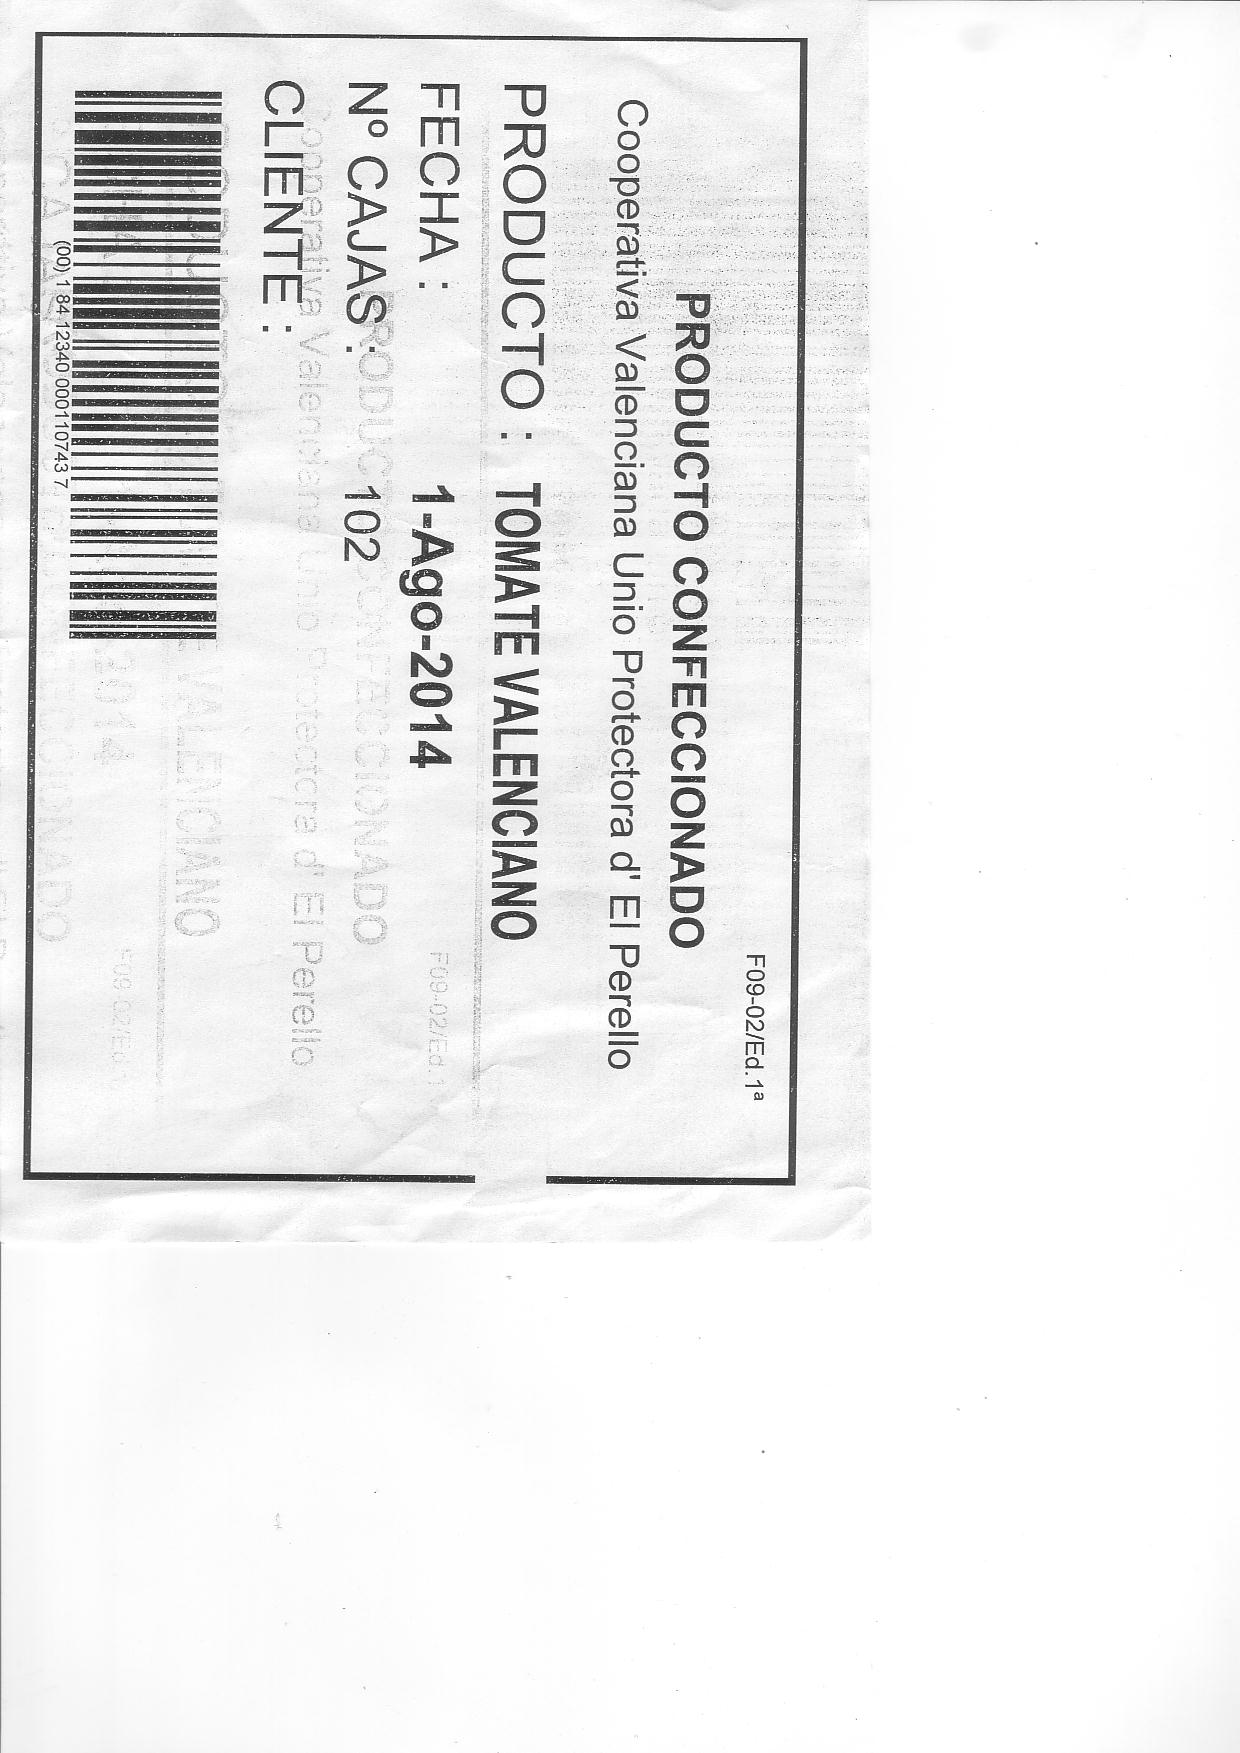 F09-02/Ed.1ª
PRODUCTO CONFECCIONADO
Cooperativa Valenciana Unio Protectora d' El Perello
PRODUCTO : TOMATE VALENCIANO
FECHA : 1-Ago-2014
Nº CAJAS : 102
CLIENTE :
(00) 1 84 12340 000110743 7